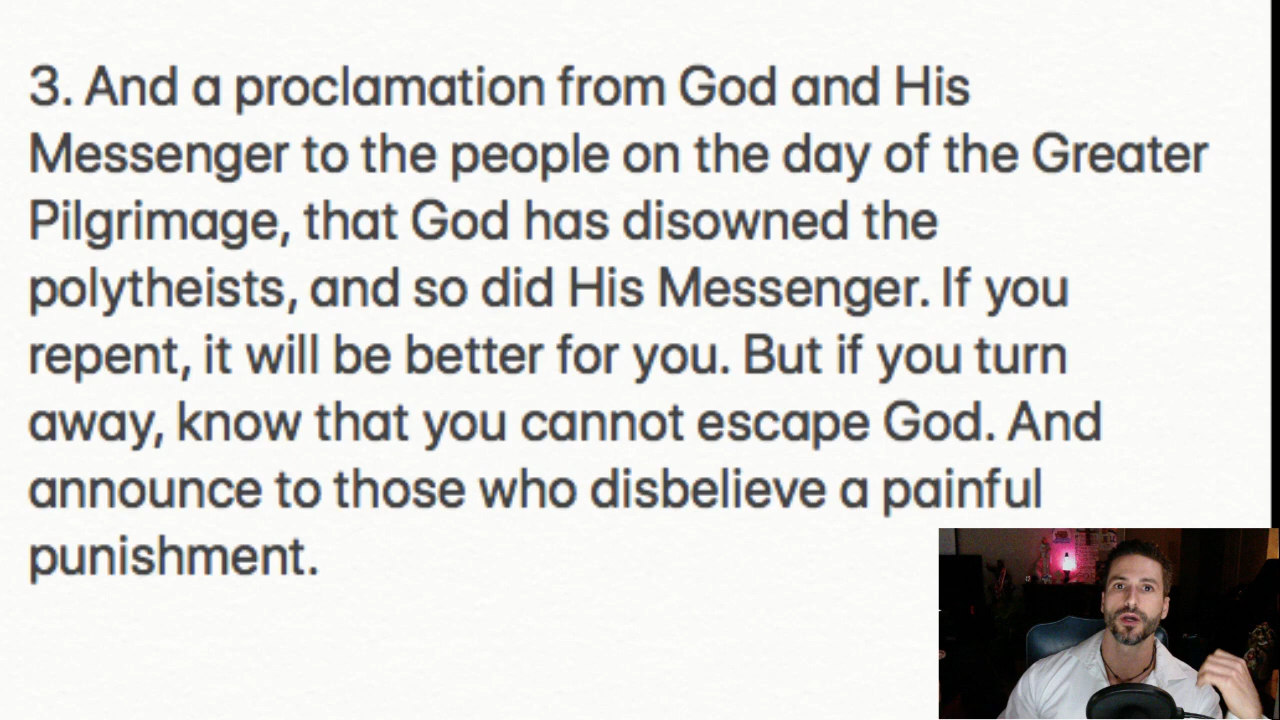 3. And a proclamation from God and His
Messenger to the people on the day of the Greater
Pilgrimage, that God has disowned the
polytheists, and so did His Messenger. If you
repent, it will be better for you. But if you turn
away, know that you cannot escape God. And
announce to those who disbelieve a painful
punishment.